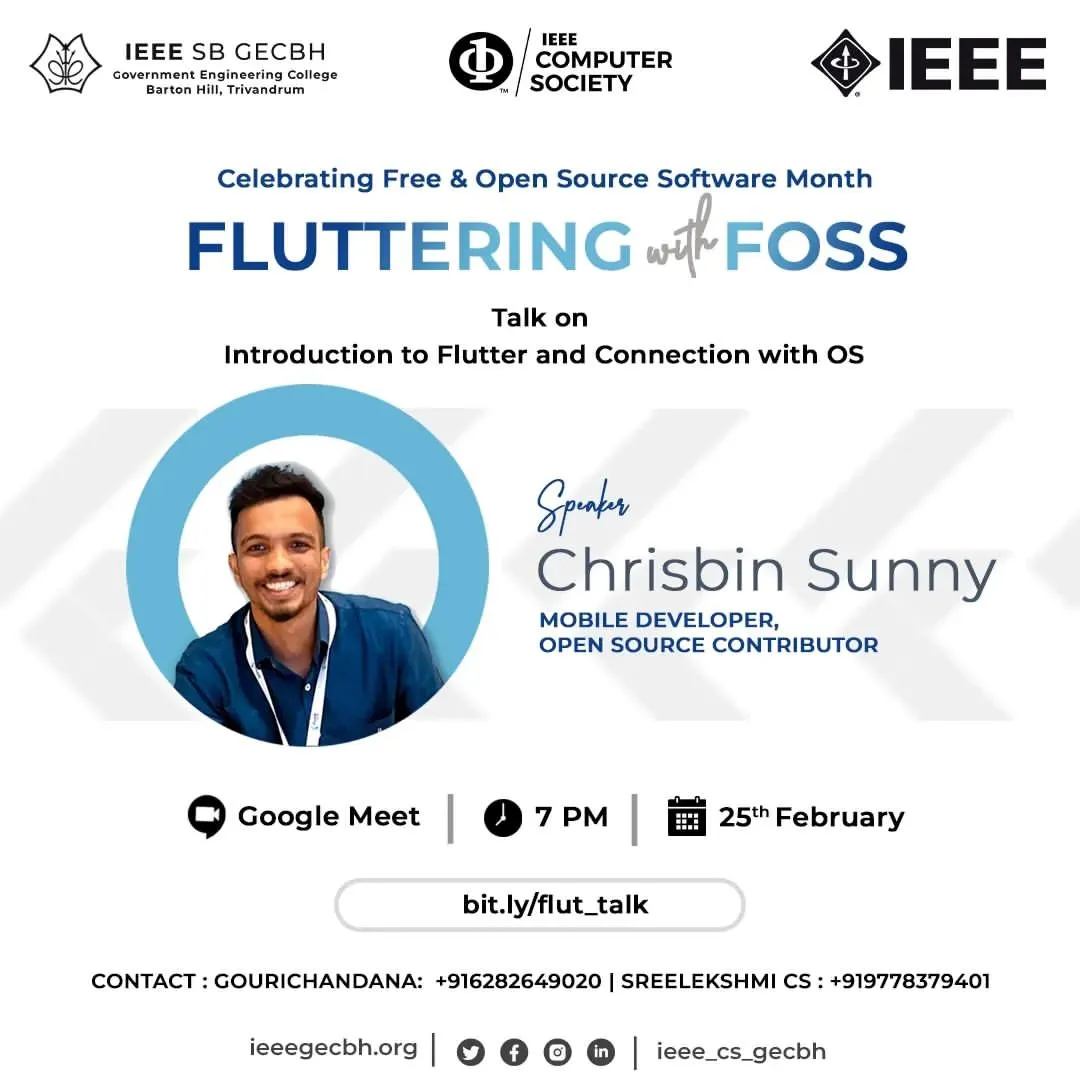 IEEE SB GECBH
Government Engineering College
Barton Hill, Trivandrum
IEEE
COMPUTER
SOCIETY
TM
IEEE
®
Celebrating Free & Open Source Software Month
FLUTTERING with FOSS
Talk on
Introduction to Flutter and Connection with OS
Speaker
Chrisbin Sunny
MOBILE DEVELOPER,
OPEN SOURCE CONTRIBUTOR
Google Meet | 7 PM | 25th February
bit.ly/flut_talk
CONTACT : GOURICHANDANA: +916282649020 | SREELEKSHMI CS : +919778379401
ieeegecbh.org | | ieee_cs_gecbh